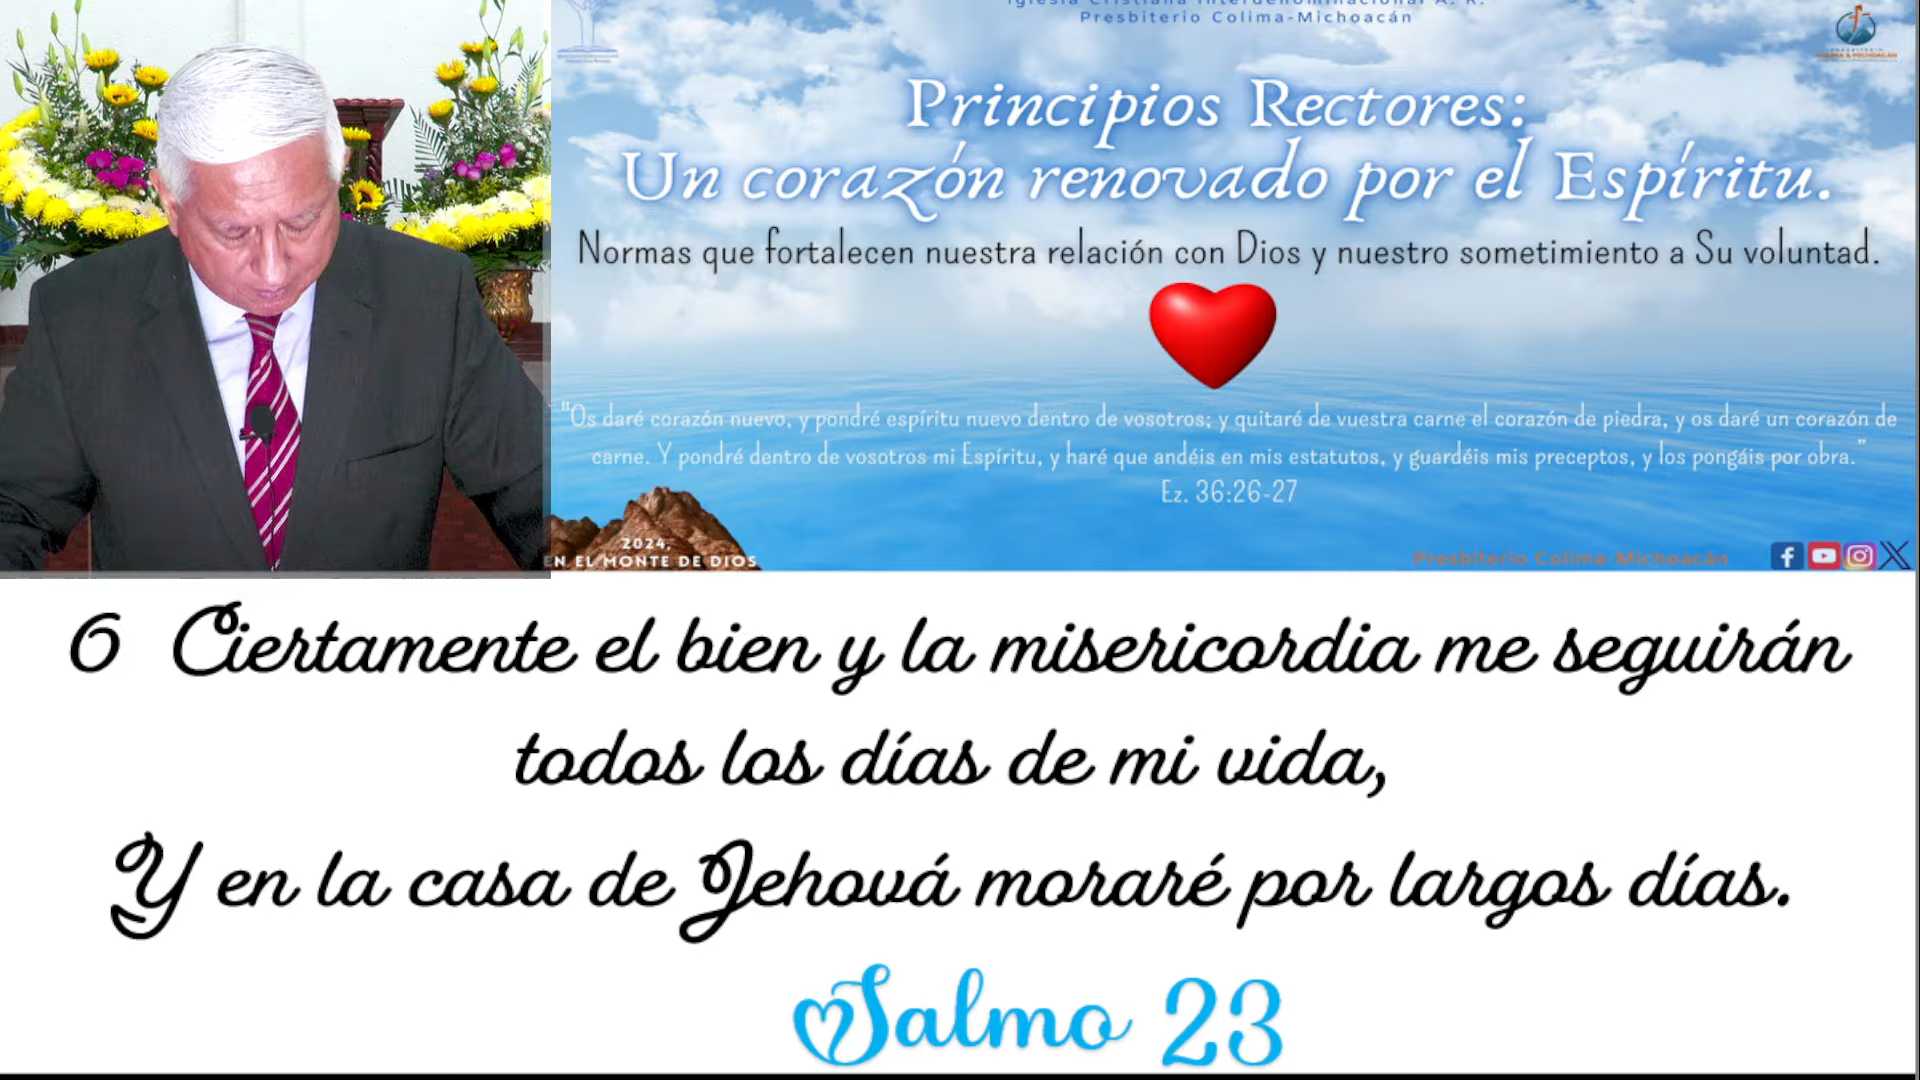 Iglesia Cristiana Interdenominacional A. R.
Presbiterio Colima-Michoacán
Principios Rectores:
Un corazón renovado por el Espíritu.
Normas que fortalecen nuestra relación con Dios y nuestro sometimiento a Su voluntad.
"Os daré corazón nuevo, y pondré espíritu nuevo dentro de vosotros; y quitaré de vuestra carne el corazón de piedra, y os daré un corazón de
carne. Y pondré dentro de vosotros mi Espíritu, y haré que andéis en mis estatutos, y guardéis mis preceptos, y los pongáis por obra."
Ez. 36:26-27
2024,
EN EL MONTE DE DIOS
Presbiterio Colima-Michoacán
6 Ciertamente el bien y la misericordia me seguirán
todos los días de mi vida,
Y en la casa de Jehová moraré por largos días.
Salmo 23